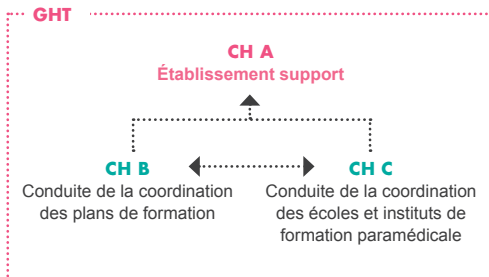 GHT
CH A
Établissement support
CH B
Conduite de la coordination
des plans de formation
CH C
Conduite de la coordination
des écoles et instituts de
formation paramédicale